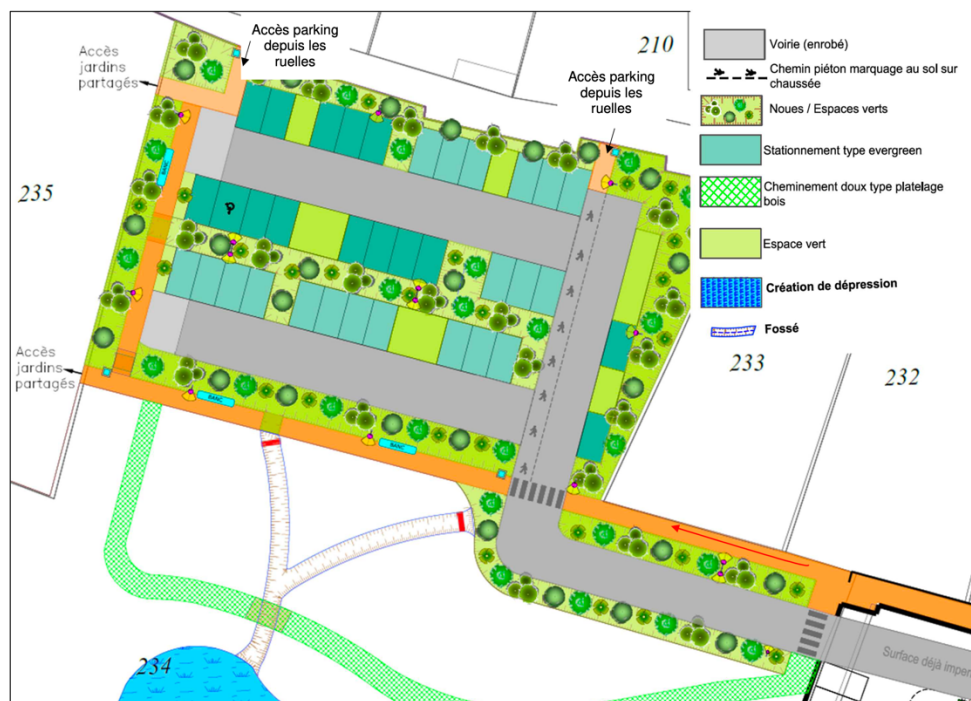 Accès parking
depuis les
ruelles
Accès
jardins
partagés
210
Accès parking
depuis les
ruelles
235
BANC
P
Accès
jardins
partagés
BANC
BANC
233
232
234
Surface déjà imper
Voirie (enrobé)
Chemin piéton marquage au sol sur
chaussée
Noues / Espaces verts
Stationnement type evergreen
Cheminement doux type platelage
bois
Espace vert
Création de dépression
Fossé